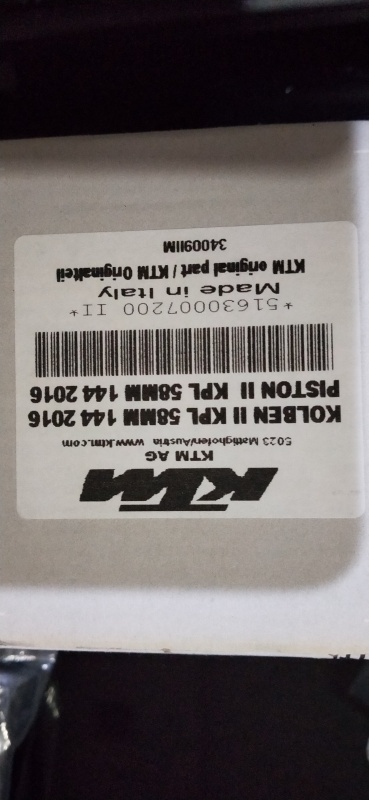 KTM
KTM AG
5023 Mattighofen/Austria www.ktm.com
KOLBEN II KPL 58MM 144 2016
PISTON II KPL 58MM 144 2016
*51630007200 II*
Made in Italy
KTM original part / KTM Originalteil
34009IIM